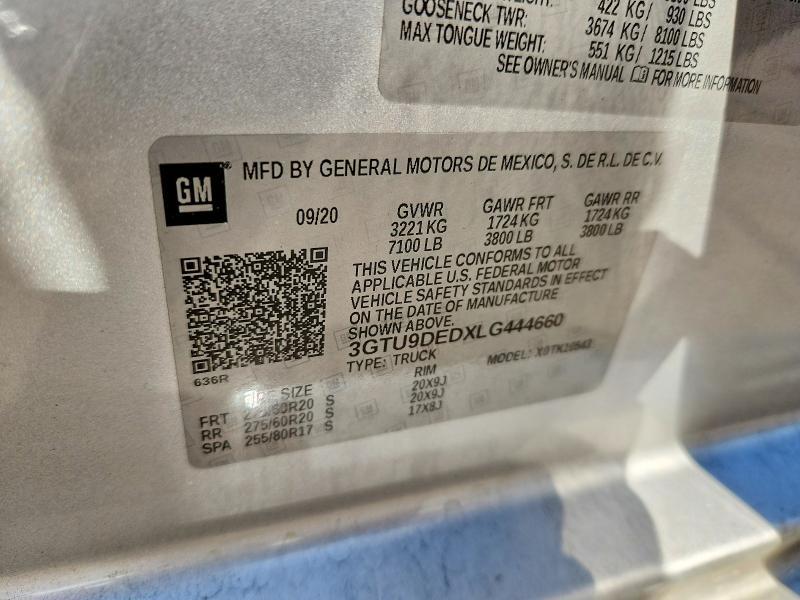 422 KG/ 930 LBS
GOOSENECK TWR: 3674 KG/ 8100 LBS
MAX TONGUE WEIGHT: 551 KG/ 1215 LBS
SEE OWNER'S MANUAL FOR MORE INFORMATION
GM
MFD BY GENERAL MOTORS DE MEXICO, S. DE R.L. DE C.V.
09/20 GVWR GAWR FRT GAWR RR
3221 KG 1724 KG 1724 KG
7100 LB 3800 LB 3800 LB
THIS VEHICLE CONFORMS TO ALL
APPLICABLE U.S. FEDERAL MOTOR
VEHICLE SAFETY STANDARDS IN EFFECT
ON THE DATE OF MANUFACTURE
SHOWN ABOVE.
3GTU9DEDXLG444660
TYPE: TRUCK MODEL:
636R
SIZE RIM
FRT S 20X9J
RR 275/60R20 S 20X9J
SPA 255/80R17 S 17X8J